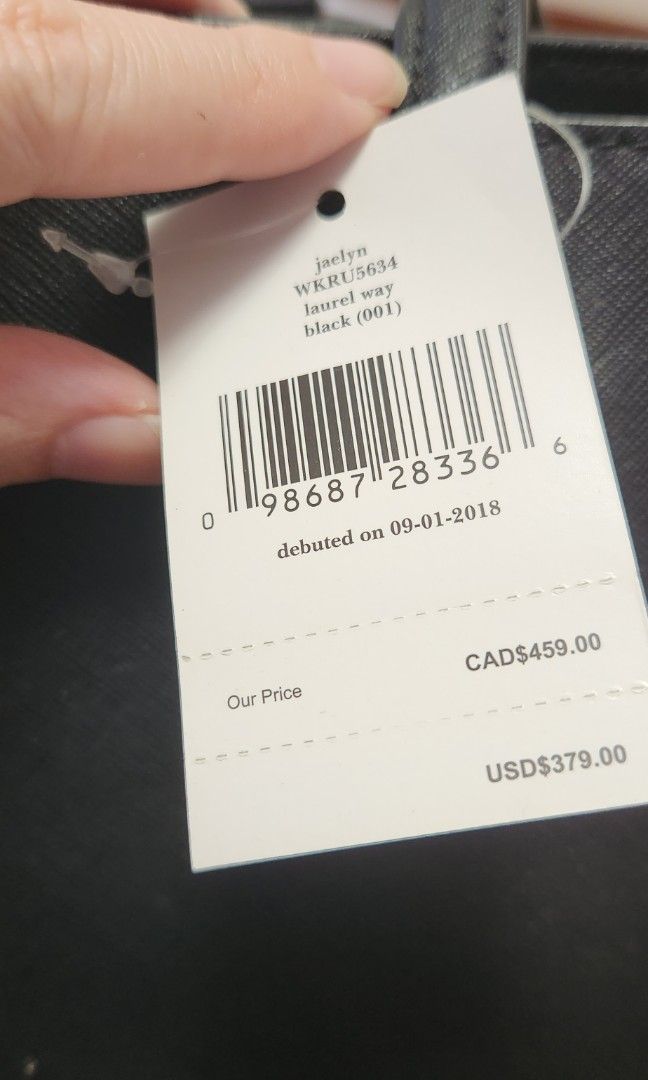 jaelyn
WKRU5634
laurel way
black (001)
0 98687 28336 6
debuted on 09-01-2018
CAD$459.00
Our Price
USD$379.00